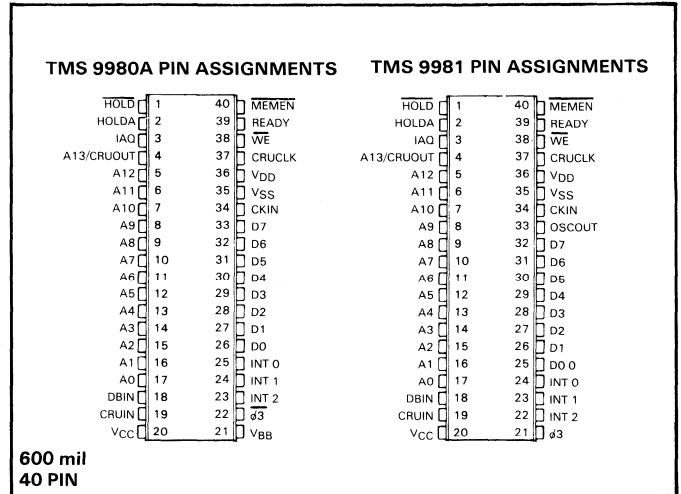 TMS 9980A PIN ASSIGNMENTS
HOLD 1 40 MEMEN
HOLDA 2 39 READY
IAQ 3 38 WE
A13/CRUOUT 4 37 CRUCLK
A12 5 36 VDD
A11 6 35 VSS
A10 7 34 CKIN
A9 8 33 D7
A8 9 32 D6
A7 10 31 D5
A6 11 30 D4
A5 12 29 D3
A4 13 28 D2
A3 14 27 D1
A2 15 26 D0
A1 16 25 INT 0
A0 17 24 INT 1
DBIN 18 23 INT 2
CRUIN 19 22 ø3
VCC 20 21 VBB
TMS 9981 PIN ASSIGNMENTS
HOLD 1 40 MEMEN
HOLDA 2 39 READY
IAQ 3 38 WE
A13/CRUOUT 4 37 CRUCLK
A12 5 36 VDD
A11 6 35 VSS
A10 7 34 CKIN
A9 8 33 OSCOUT
A8 9 32 D7
A7 10 31 D6
A6 11 30 D5
A5 12 29 D4
A4 13 28 D3
A3 14 27 D2
A2 15 26 D1
A1 16 25 D0 0
A0 17 24 INT 0
DBIN 18 23 INT 1
CRUIN 19 22 INT 2
VCC 20 21 ø3
600 mil
40 PIN